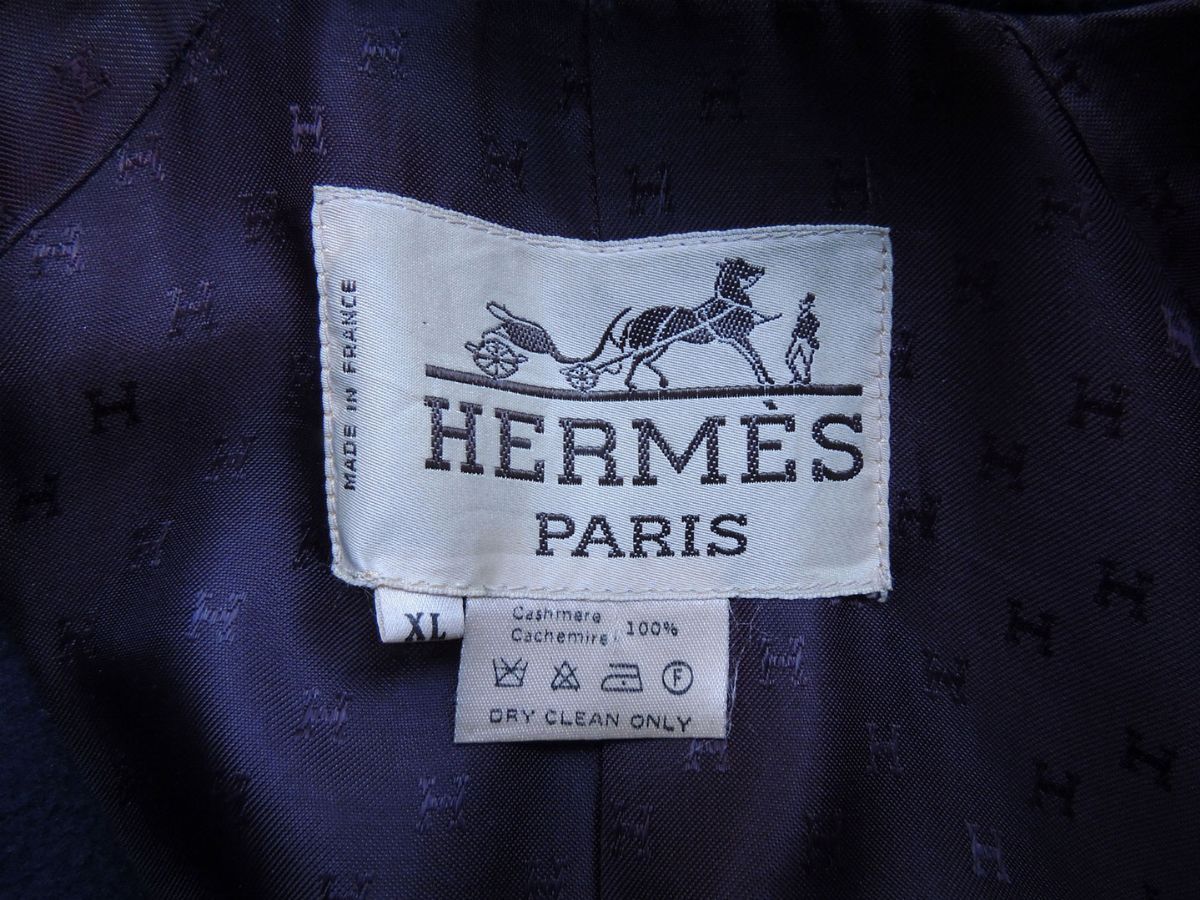 MADE IN FRANCE
HERMÈS
PARIS
XL
Cashmere
Cachemire 100%
F
DRY CLEAN ONLY